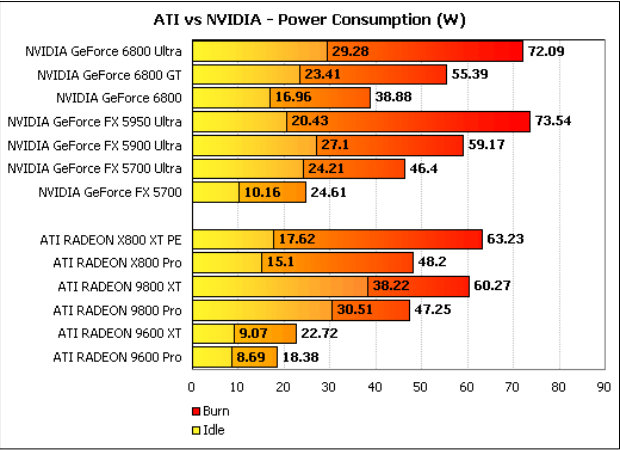 ATI vs NVIDIA - Power Consumption (W)
NVIDIA GeForce 6800 Ultra 29.28 72.09
NVIDIA GeForce 6800 GT 23.41 55.39
NVIDIA GeForce 6800 16.96 38.88
NVIDIA GeForce FX 5950 Ultra 20.43 73.54
NVIDIA GeForce FX 5900 Ultra 27.1 59.17
NVIDIA GeForce FX 5700 Ultra 24.21 46.4
NVIDIA GeForce FX 5700 10.16 24.61
ATI RADEON X800 XT PE 17.62 63.23
ATI RADEON X800 Pro 15.1 48.2
ATI RADEON 9800 XT 38.22 60.27
ATI RADEON 9800 Pro 30.51 47.25
ATI RADEON 9600 XT 9.07 22.72
ATI RADEON 9600 Pro 8.69 18.38
0 10 20 30 40 50 60 70 80 90
Burn
Idle